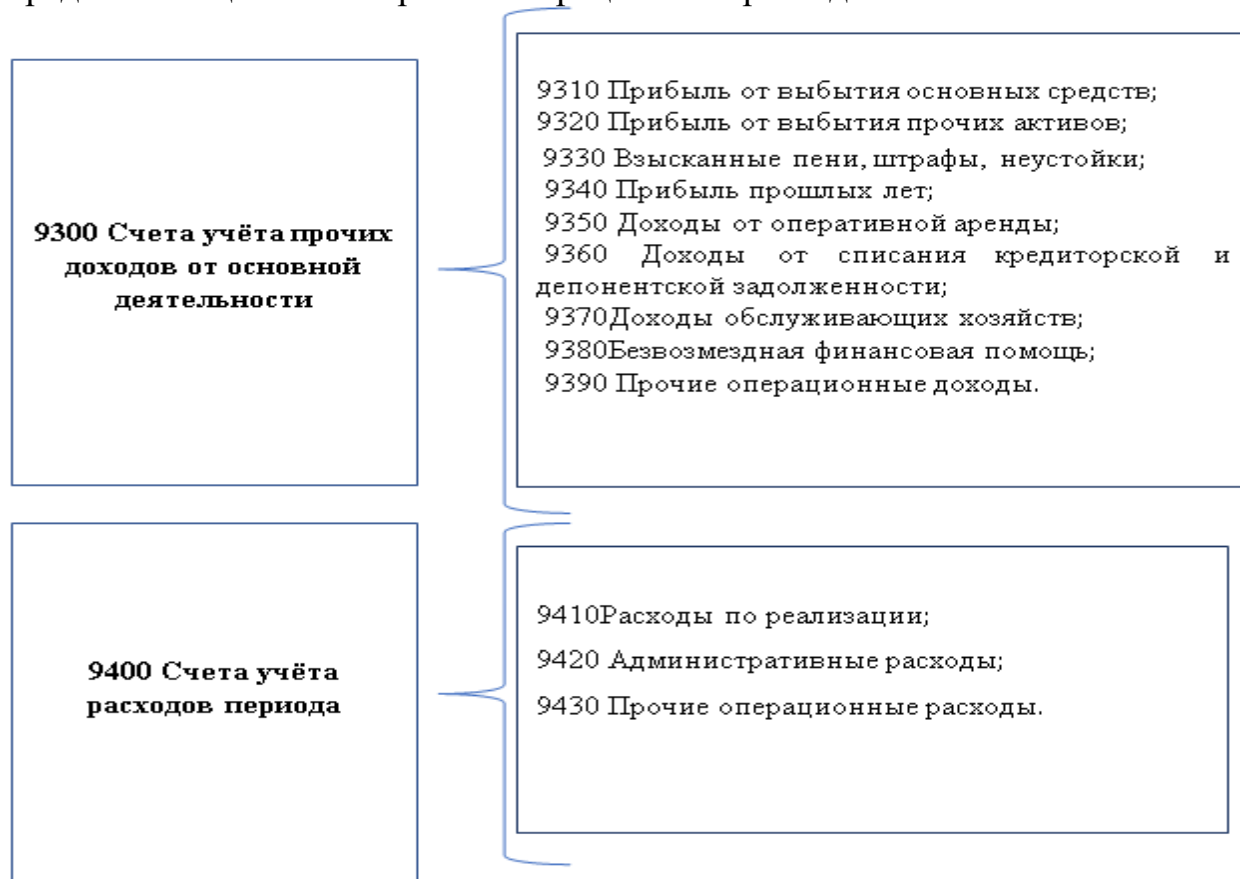 9300 Счета учёта прочих
доходов от основной
деятельности
9310 Прибыль от выбытия основных средств;
9320 Прибыль от выбытия прочих активов;
9330 Взысканные пени, штрафы, неустойки;
9340 Прибыль прошлых лет;
9350 Доходы от оперативной аренды;
9360 Доходы от списания кредиторской и
депонентской задолженности;
9370Доходы обслуживающих хозяйств;
9380Безвозмездная финансовая помощь;
9390 Прочие операционные доходы.
9400 Счета учёта
расходов периода
9410Расходы по реализации;
9420 Административные расходы;
9430 Прочие операционные расходы.